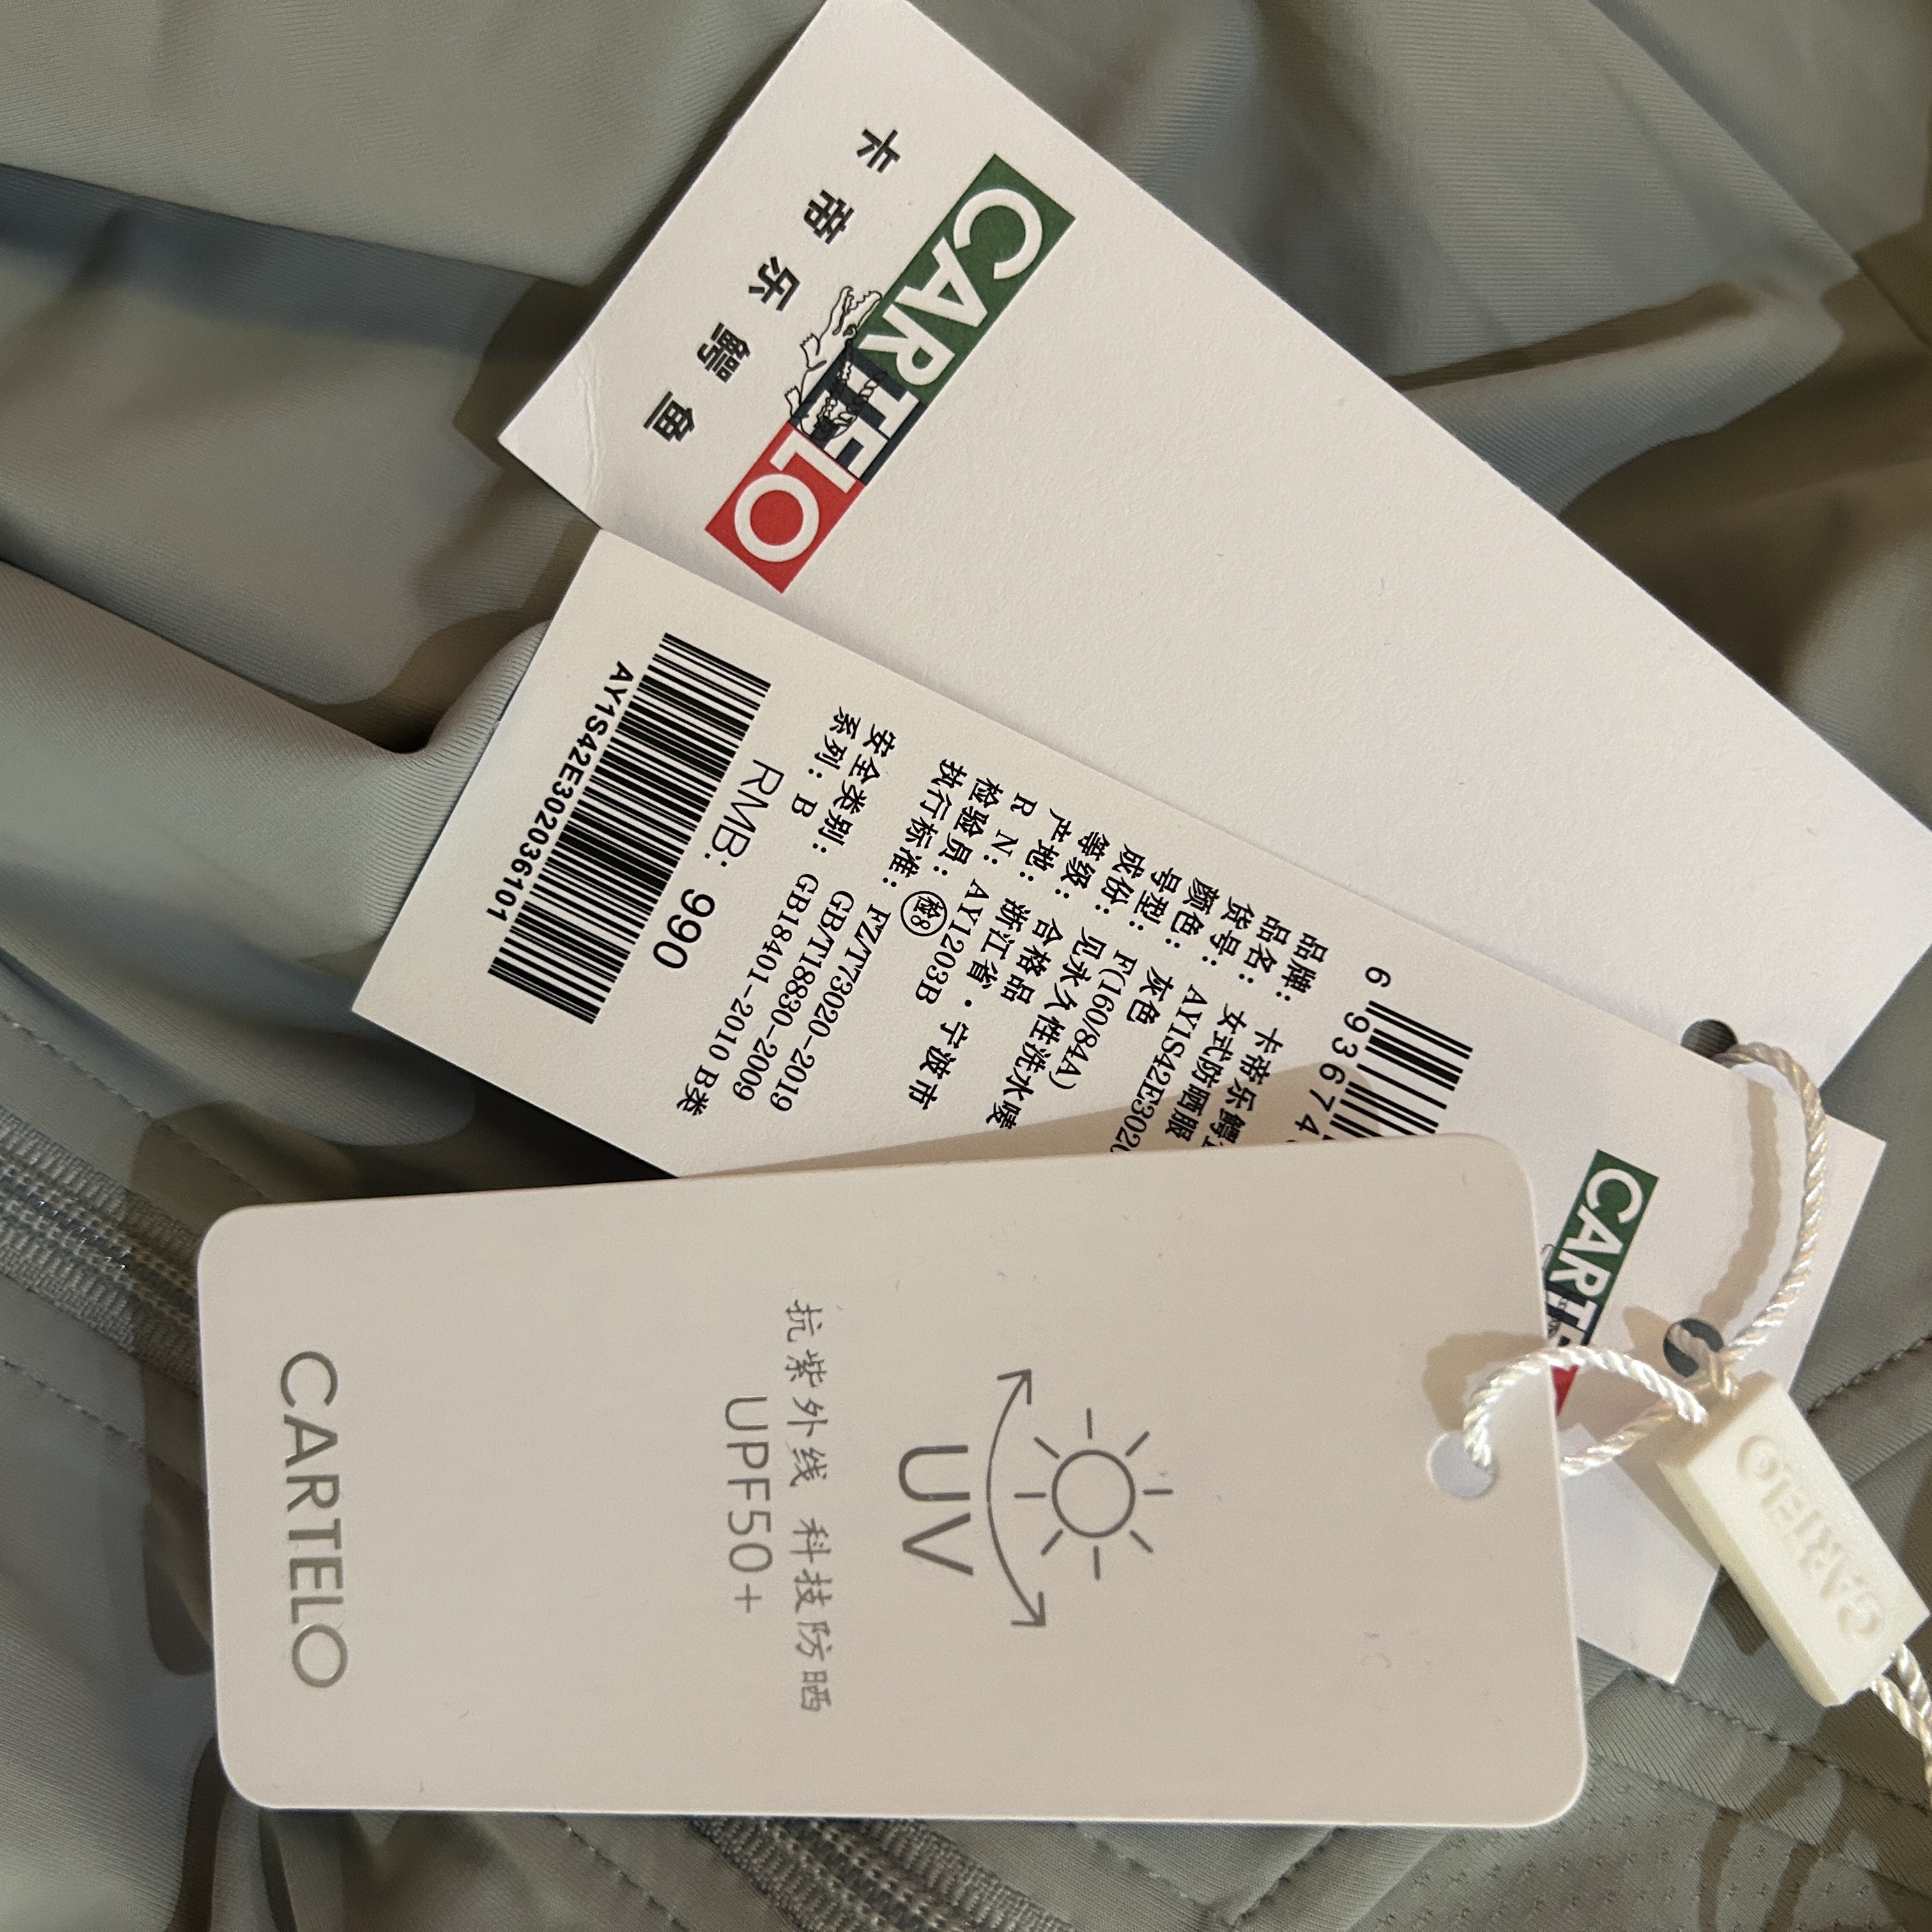 CARTELO
卡帝乐鳄鱼
CARTE
6 93674
品牌： 卡帝乐鳄
品名： 女式防晒服
货号： AY1S42E302
颜色： 灰色
号型： F(160/84A)
成份： 见永久性洗水唛
等级： 合格品
产地： 浙江省·宁波市
R N： AY1203B
检验员： 检8
执行标准： FZ/T73020-2019
GB/T18830-2009
安全类别： GB18401-2010 B类
系列： B
RMB: 990
AY1S42E302036101
UV
抗紫外线 科技防晒
UPF50+
CARTELO
CARTELO